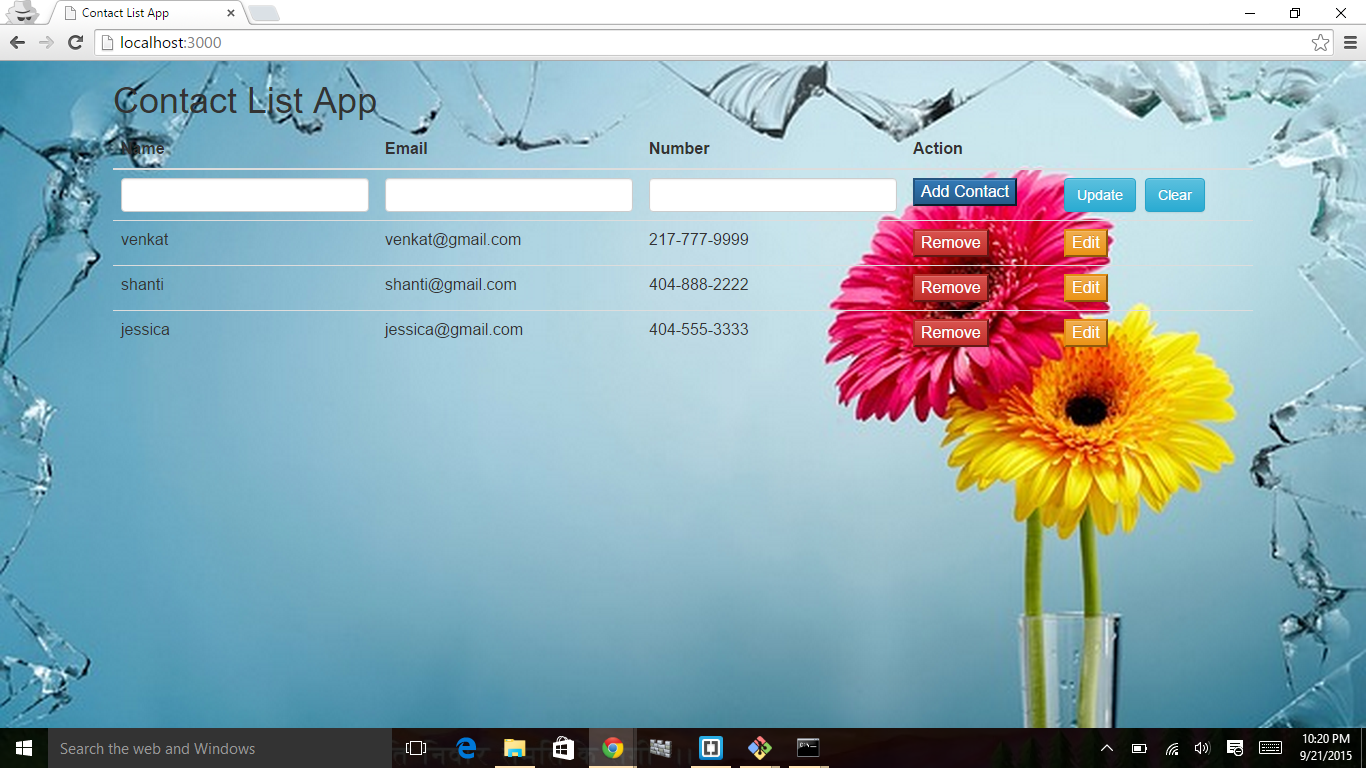 Contact List App
localhost:3000
Contact List App
Name Email Number Action
Add Contact Update Clear
venkat venkat@gmail.com 217-777-9999 Remove Edit
shanti shanti@gmail.com 404-888-2222 Remove Edit
jessica jessica@gmail.com 404-555-3333 Remove Edit
Search the web and Windows
10:20 PM
9/21/2015